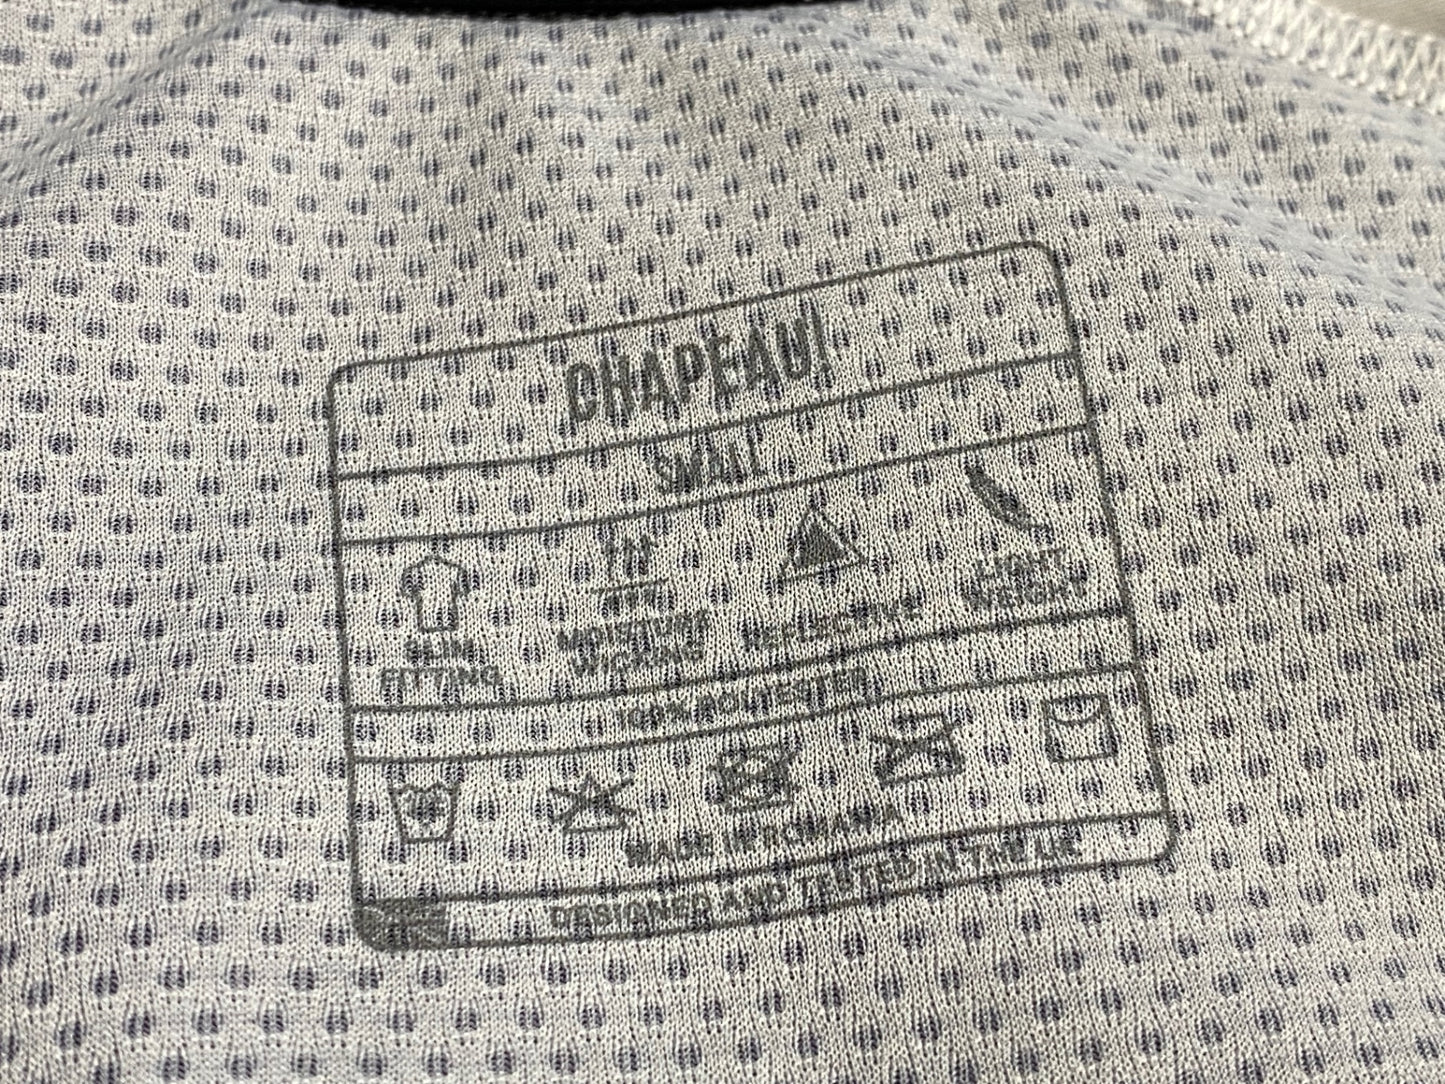 CHAPEAU!
SMALL
SLIM
FITTING
MOISTURE
WICKING
REFLECTIVE
LIGHT
WEIGHT
100% POLYESTER
MADE IN ROMANIA
DESIGNED AND TESTED IN THE UK